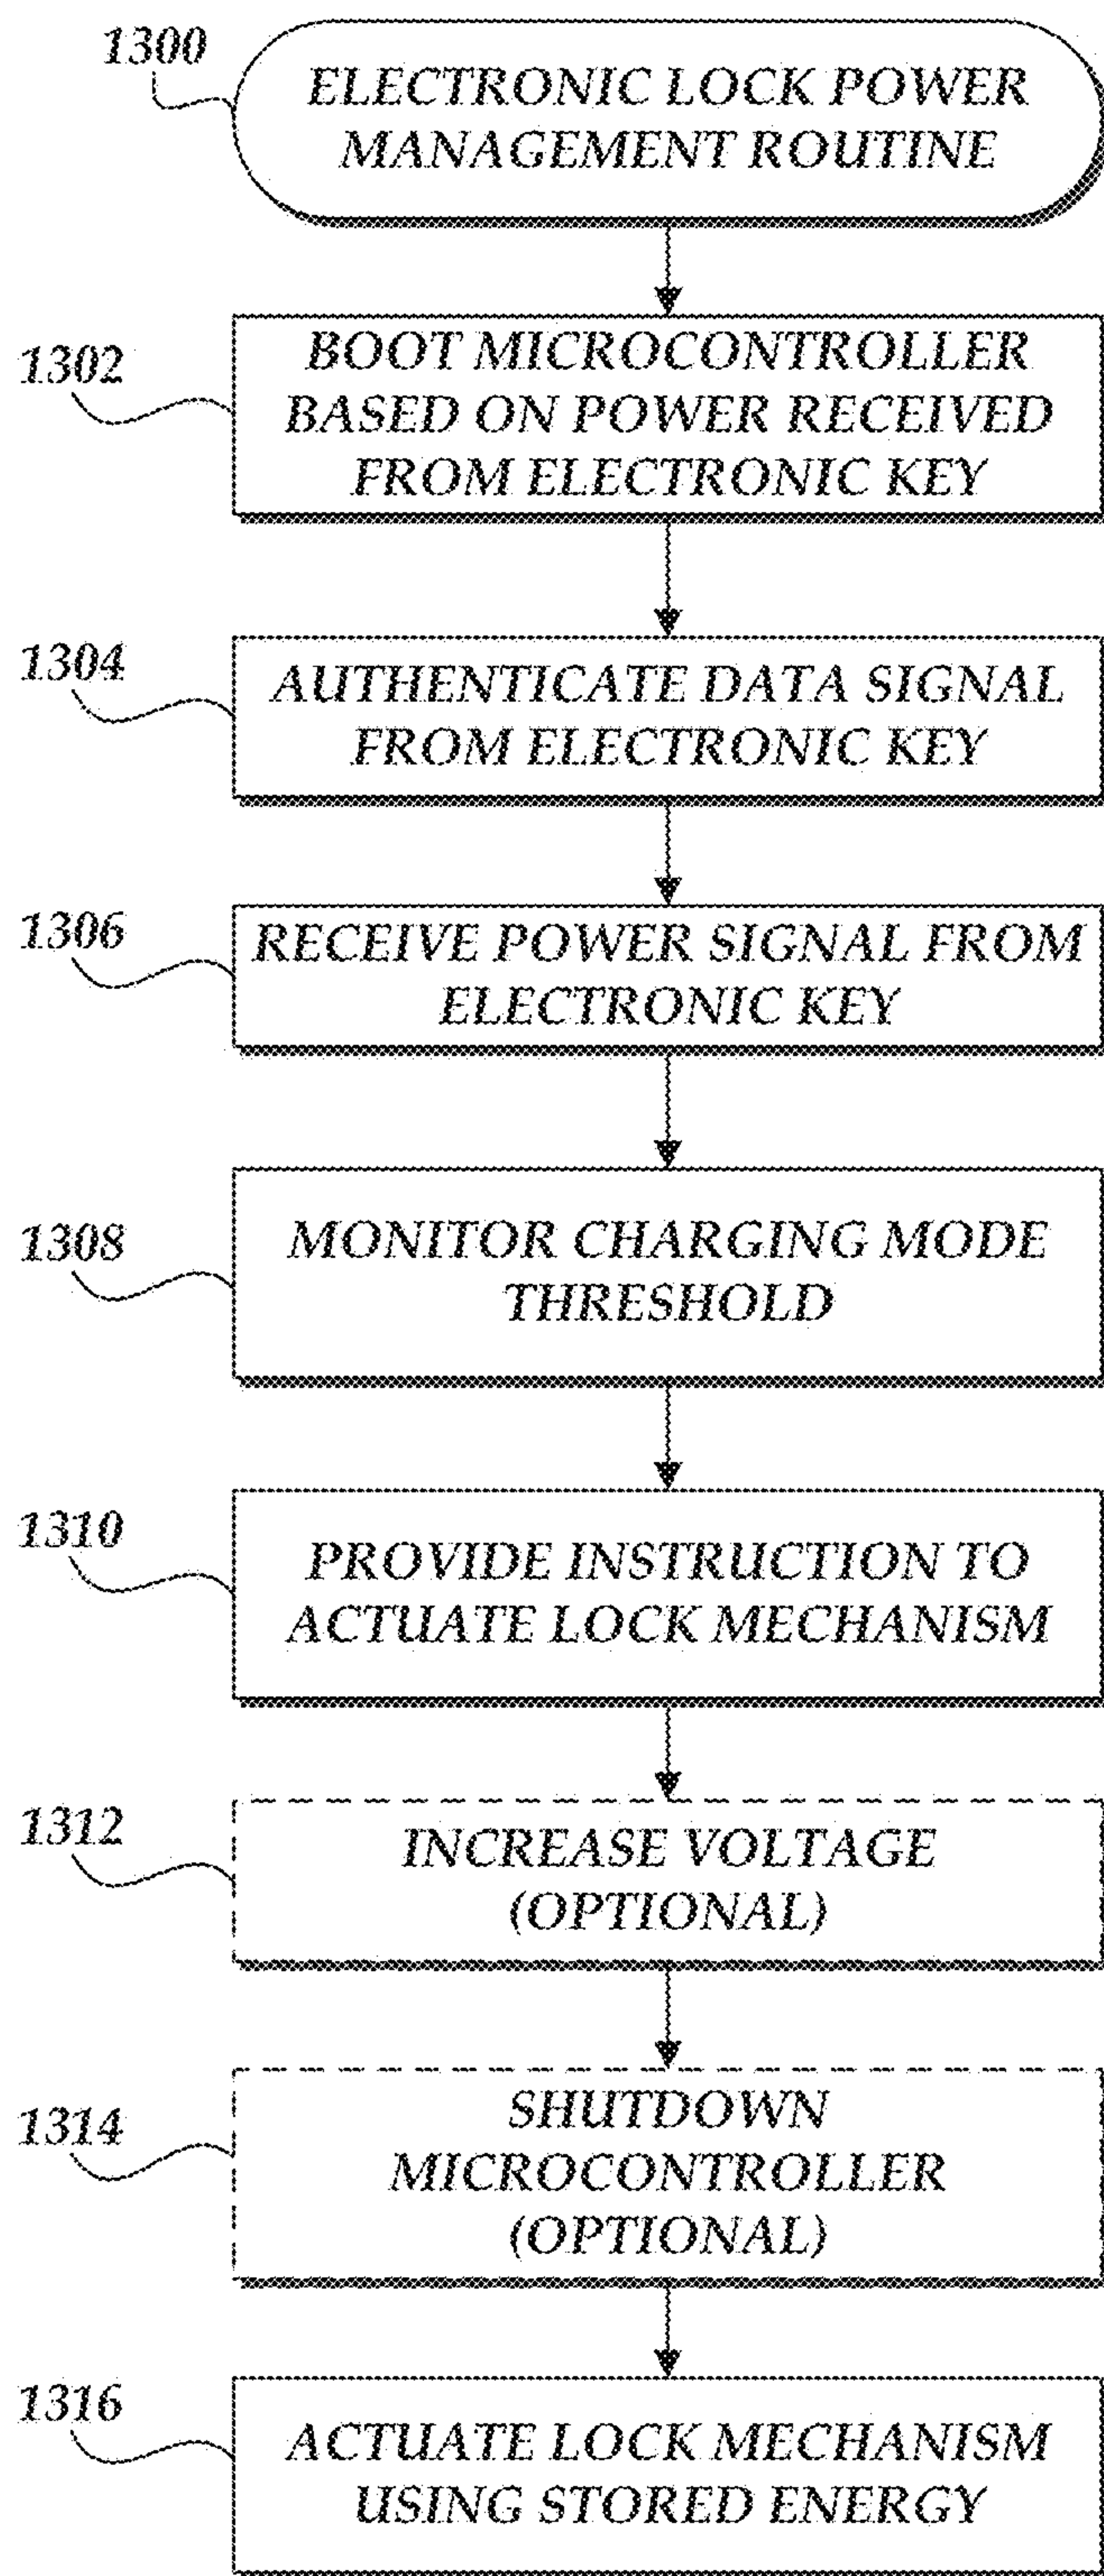 1300
ELECTRONIC LOCK POWER
MANAGEMENT ROUTINE
1302
BOOT MICROCONTROLLER
BASED ON POWER RECEIVED
FROM ELECTRONIC KEY
1304
AUTHENTICATE DATA SIGNAL
FROM ELECTRONIC KEY
1306
RECEIVE POWER SIGNAL FROM
ELECTRONIC KEY
1308
MONITOR CHARGING MODE
THRESHOLD
1310
PROVIDE INSTRUCTION TO
ACTUATE LOCK MECHANISM
1312
INCREASE VOLTAGE
(OPTIONAL)
1314
SHUTDOWN
MICROCONTROLLER
(OPTIONAL)
1316
ACTUATE LOCK MECHANISM
USING STORED ENERGY